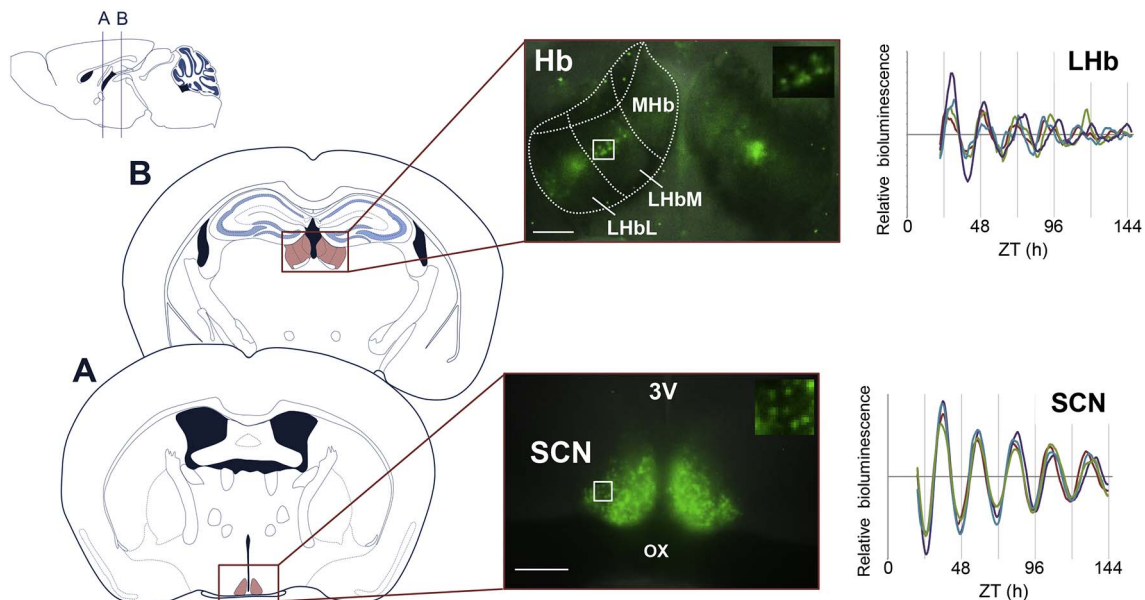 A B
B
Hb
MHb
LHbM
LHbL
LHb
Relative bioluminescence
0 48 96 144
ZT (h)
A
3V
SCN
OX
SCN
Relative bioluminescence
0 48 96 144
ZT (h)